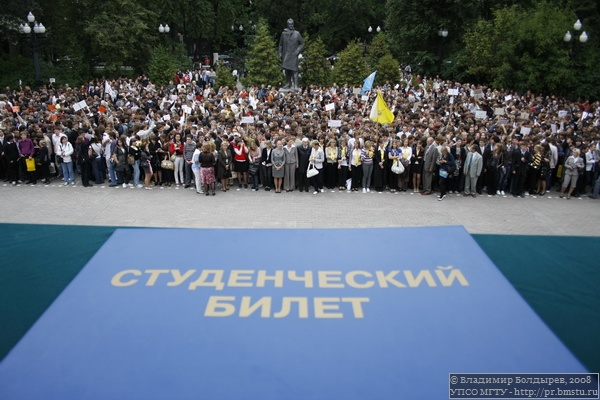 СТУДЕНЧЕСКИЙ
БИЛЕТ
© Владимир Болдырев, 2008
УПСО МГТУ - http://pr.bmstu.ru